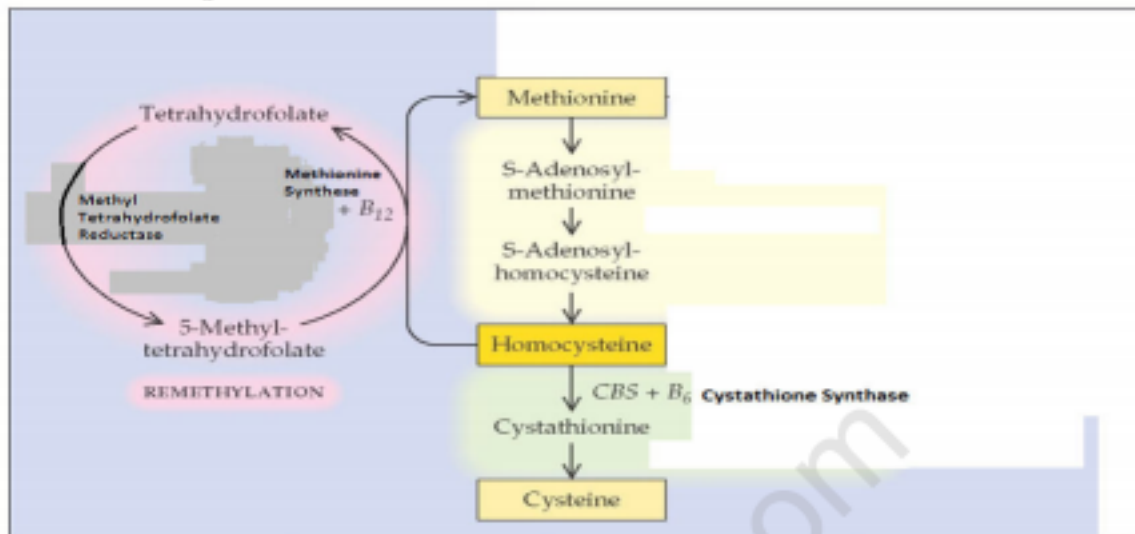 Methionine
Tetrahydrofolate
Methionine
Synthase
+ B12
Methyl
Tetrahydrofolate
Reductase
S-Adenosyl-
methionine
S-Adenosyl-
homocysteine
5-Methyl-
tetrahydrofolate
Homocysteine
REMETHYLATION
CBS + B6 Cystathione Synthase
Cystathionine
Cysteine
om